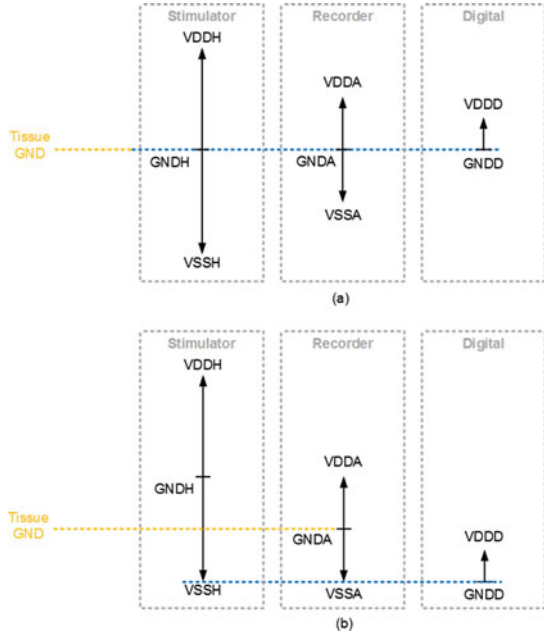 Stimulator Recorder Digital
VDDH
VDDA
VDDD
Tissue
GND
GNDH GNDA GNDD
VSSA
VSSH
(a)
Stimulator Recorder Digital
VDDH
VDDA
GNDH
Tissue
GND
GNDA
VDDD
VSSH VSSA GNDD
(b)